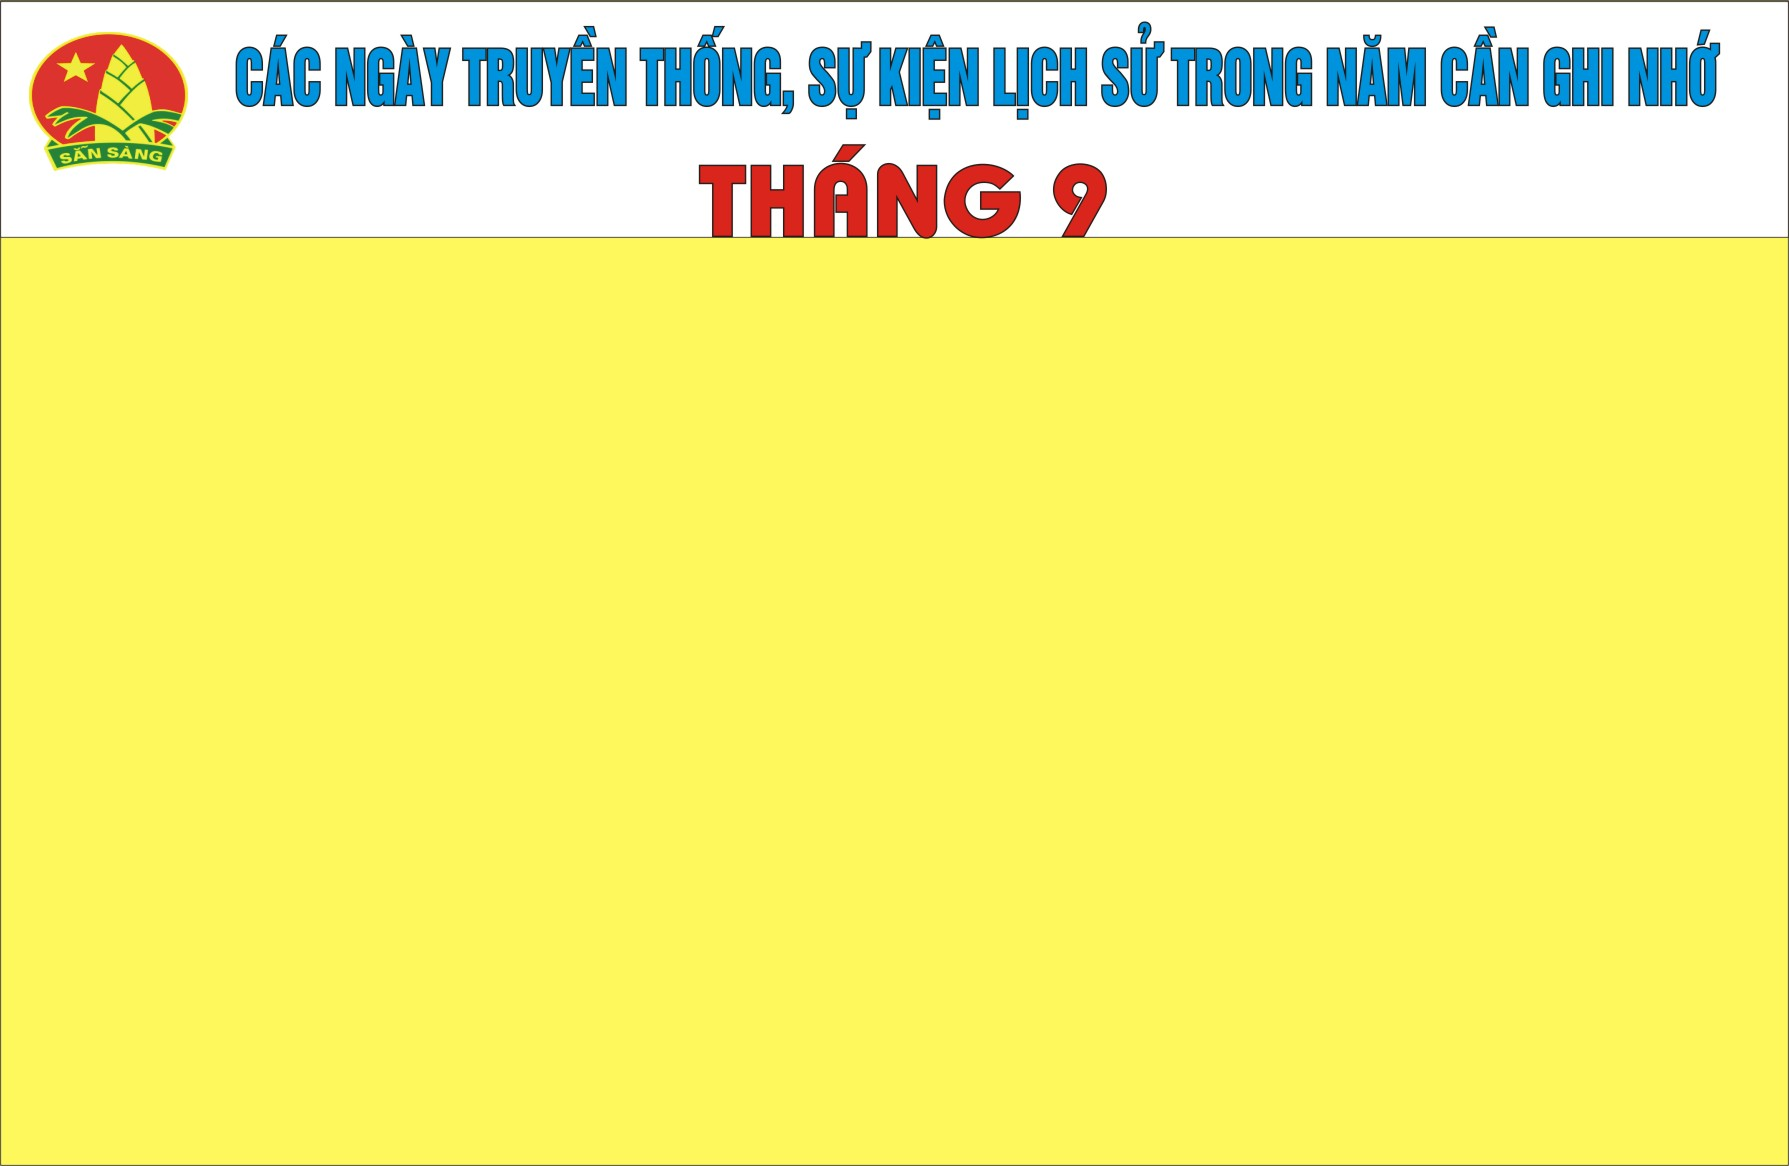 CÁC NGÀY TRUYỀN THỐNG, SỰ KIỆN LỊCH SỬ TRONG NĂM CẦN GHI NHỚ
SẴN SÀNG
THÁNG 9